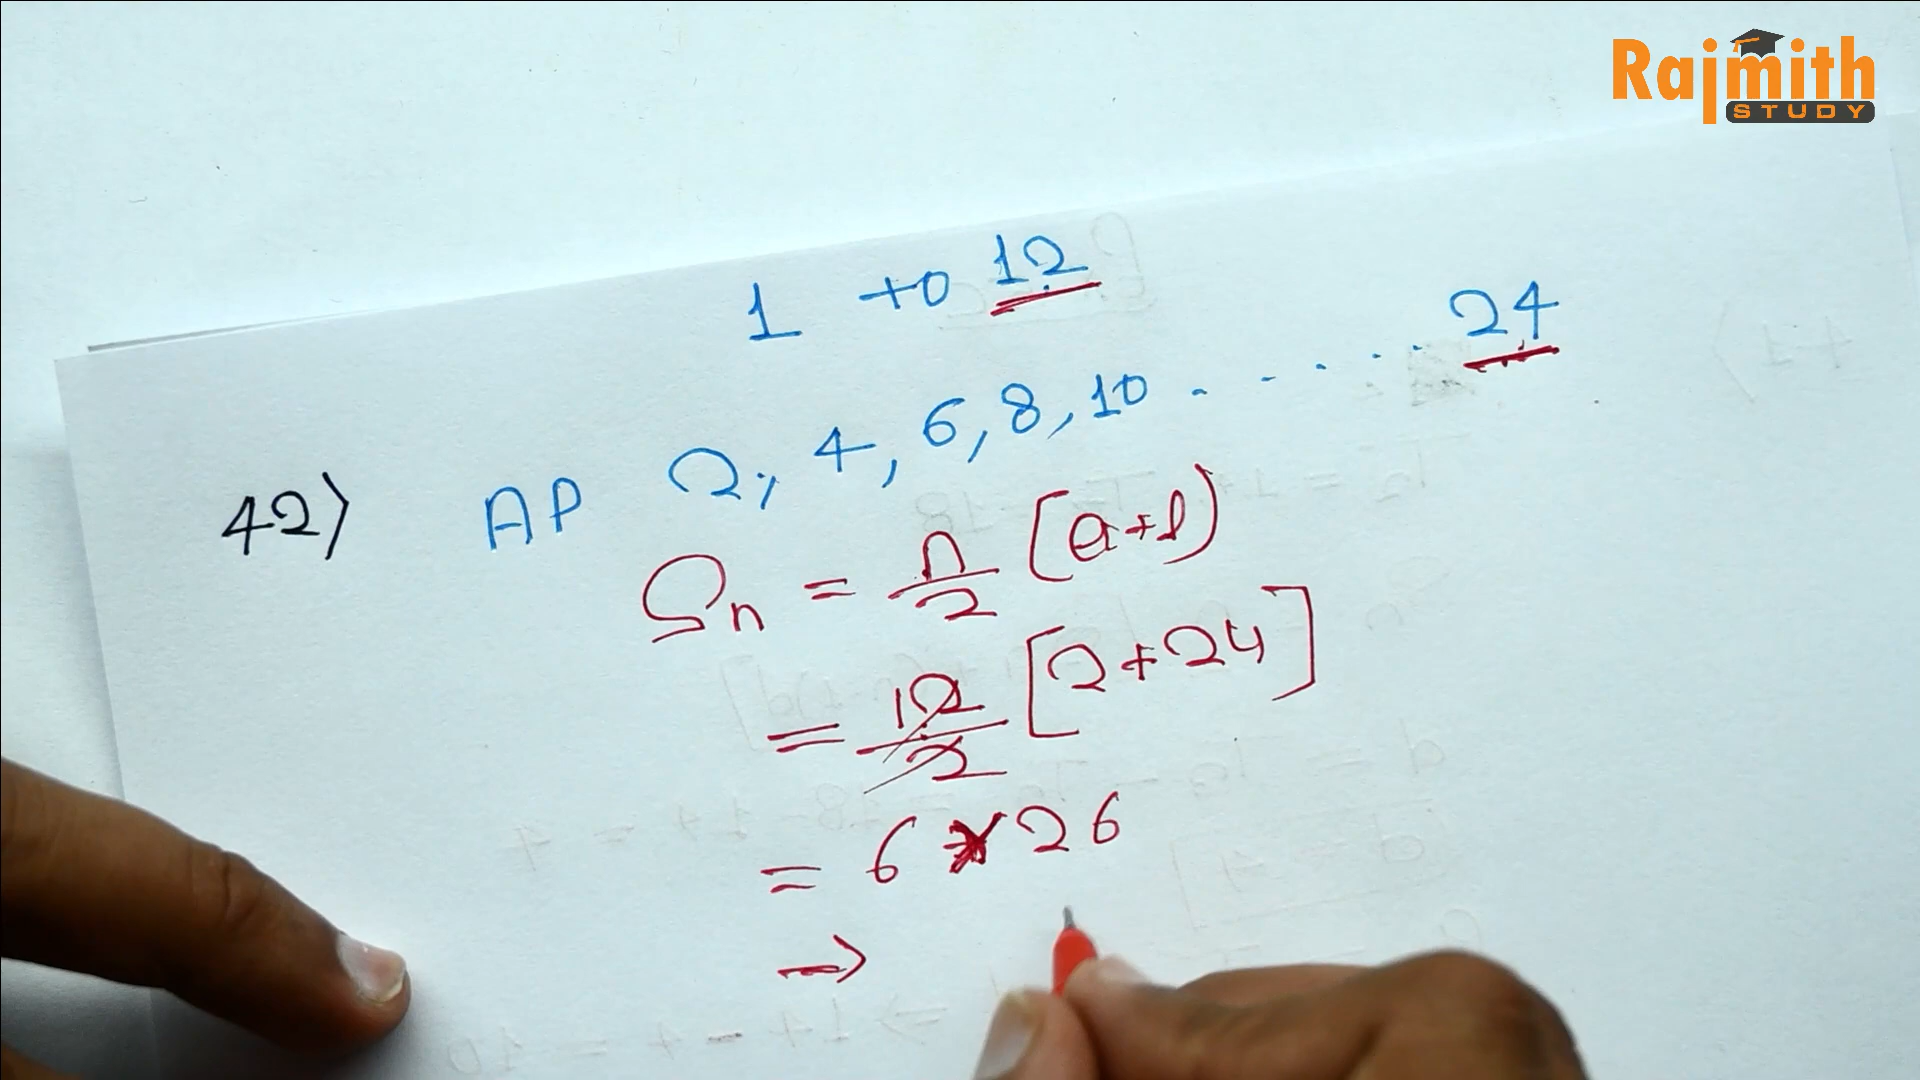 Rajmith
STUDY
1 to 12
AP 2, 4, 6, 8, 10 . . . . . 24
42)
Sn = n/2 (a+l)
= 12/2 [2+24]
= 6 × 26
→